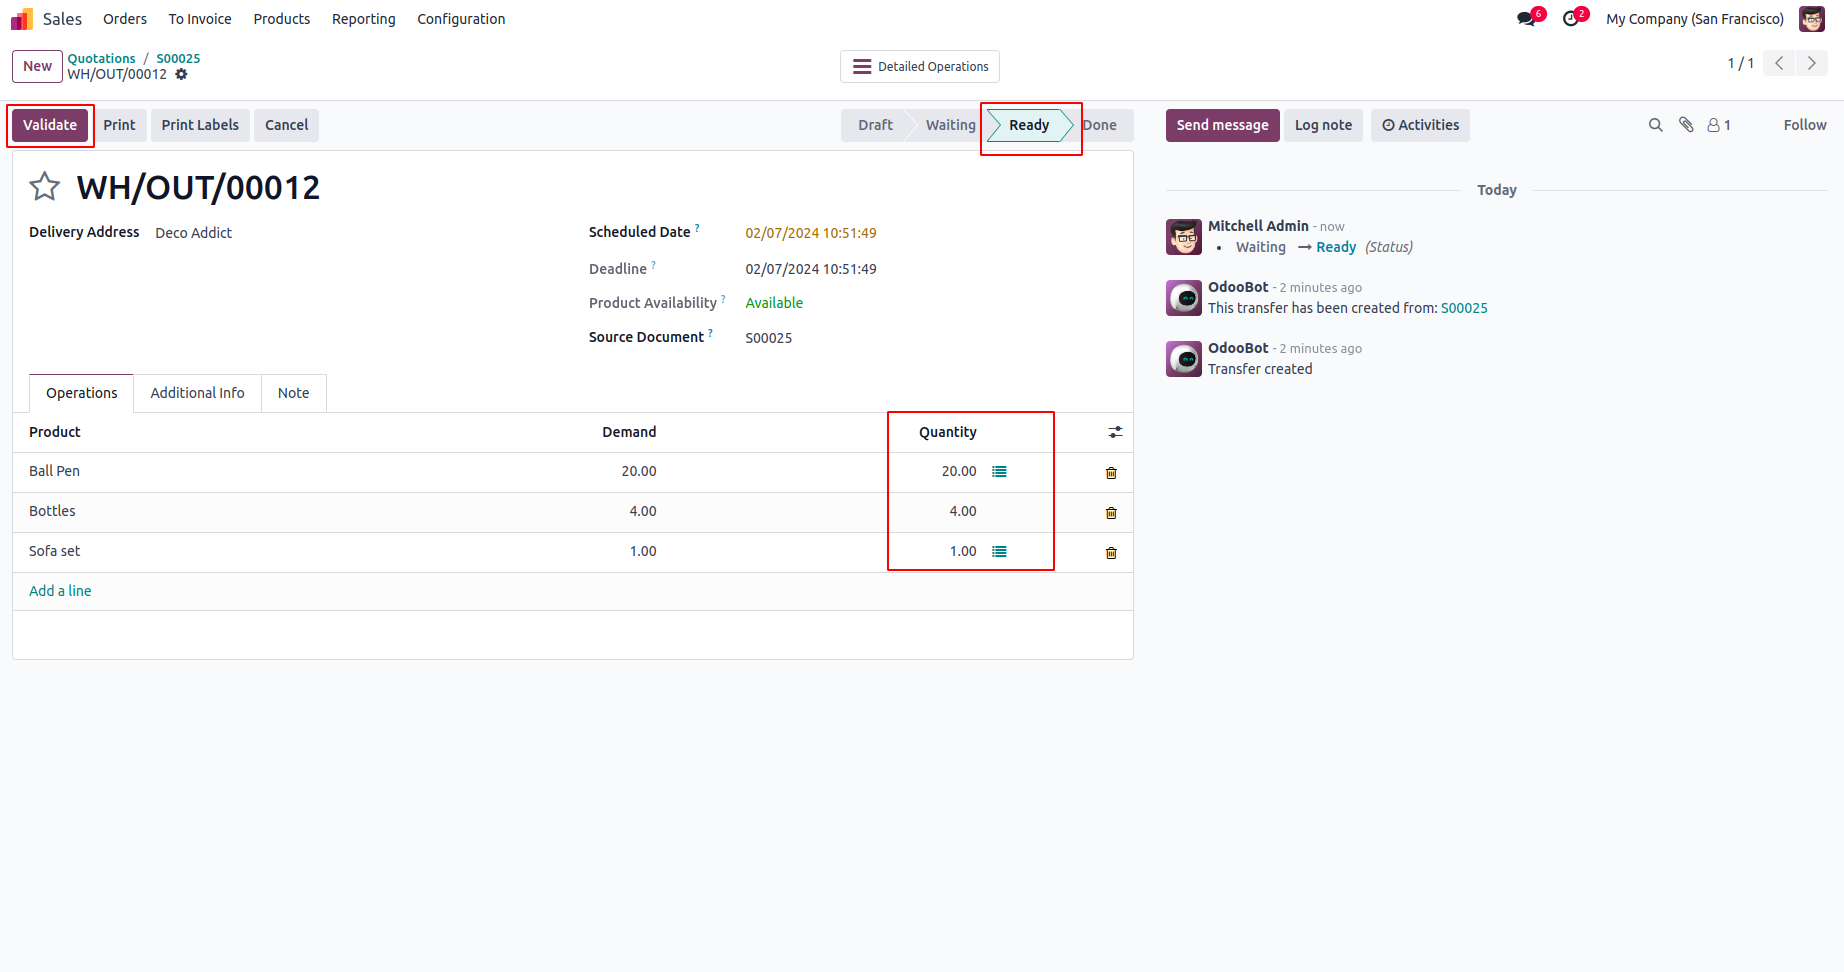 Sales Orders To Invoice Products Reporting Configuration 6 2 My Company (San Francisco)
New Quotations / S00025
WH/OUT/00012
Detailed Operations
1 / 1
Validate Print Print Labels Cancel Draft Waiting Ready Done Send message Log note Activities 1 Follow
WH/OUT/00012
Delivery Address Deco Addict
Scheduled Date ? 02/07/2024 10:51:49
Deadline ? 02/07/2024 10:51:49
Product Availability ? Available
Source Document ? S00025
Operations Additional Info Note
Product Demand Quantity
Ball Pen 20.00 20.00
Bottles 4.00 4.00
Sofa set 1.00 1.00
Add a line
Today
Mitchell Admin - now
• Waiting → Ready (Status)
OdooBot - 2 minutes ago
This transfer has been created from: S00025
OdooBot - 2 minutes ago
Transfer created